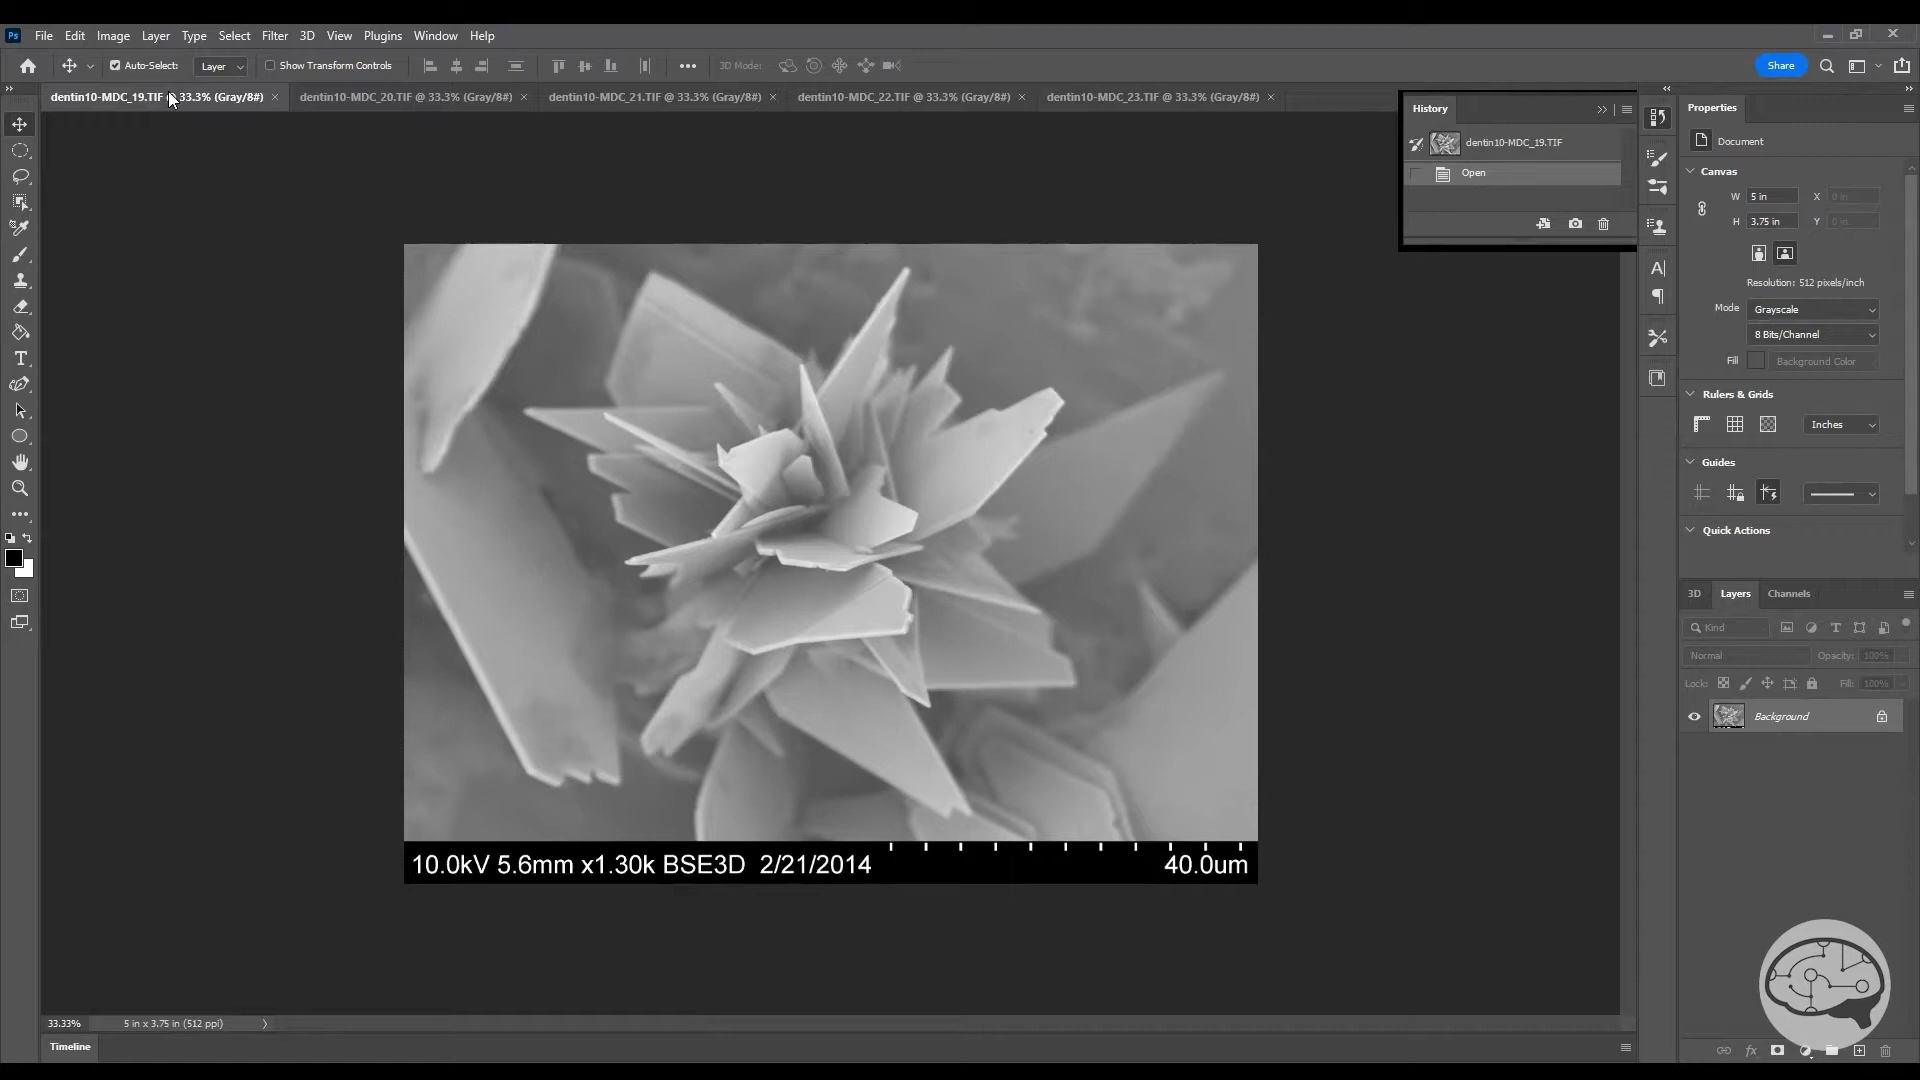 Ps File Edit Image Layer Type Select Filter 3D View Plugins Window Help
Auto-Select: Layer Show Transform Controls 3D Mode: Share
dentin10-MDC_19.TIF @ 33.3% (Gray/8#) dentin10-MDC_20.TIF @ 33.3% (Gray/8#) dentin10-MDC_21.TIF @ 33.3% (Gray/8#) dentin10-MDC_22.TIF @ 33.3% (Gray/8#) dentin10-MDC_23.TIF @ 33.3% (Gray/8#)
History
dentin10-MDC_19.TIF
Open
Properties
Document
Canvas
W 5 in X 0 in
H 3.75 in Y 0 in
Resolution: 512 pixels/inch
Mode Grayscale
8 Bits/Channel
Fill Background Color
Rulers & Grids
Inches
Guides
Quick Actions
3D Layers Channels
Kind
Normal Opacity: 100%
Lock: Fill: 100%
Background
10.0kV 5.6mm x1.30k BSE3D 2/21/2014 40.0um
33.33% 5 in x 3.75 in (512 ppi)
Timeline